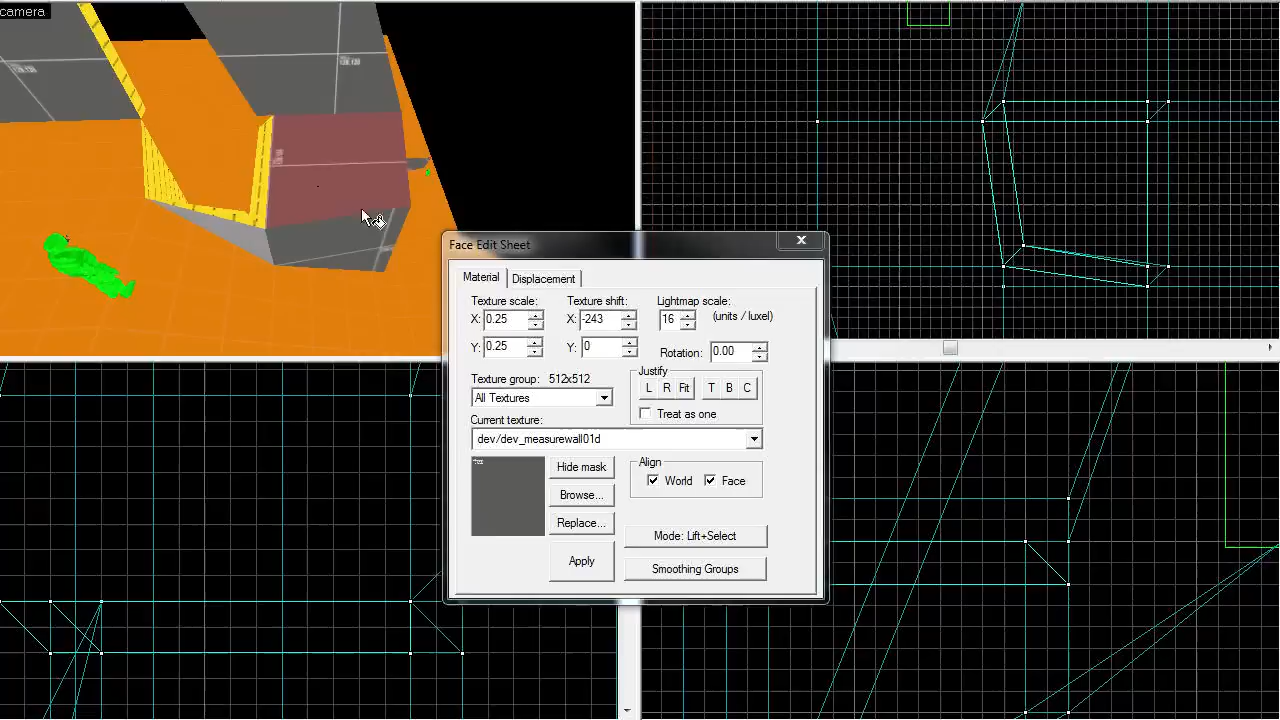 camera
Face Edit Sheet
Material Displacement
Texture scale: Texture shift: Lightmap scale:
X: 0.25 X: -243 16 (units / luxel)
Y: 0.25 Y: 0 Rotation: 0.00
Texture group: 512x512 Justify
All Textures L R Fit T B C
Current texture: Treat as one
dev/dev_measurewall01d
Hide mask Align
Browse... World Face
Replace... Mode: Lift+Select
Apply Smoothing Groups